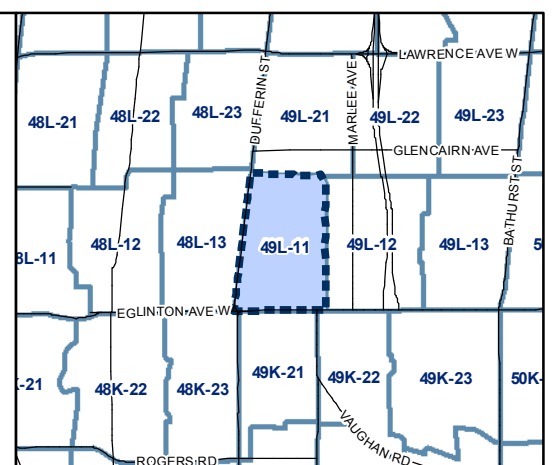 LAWRENCE AVE W
48L-21
48L-22
48L-23
DUFFERIN ST
49L-21
MARLEE AVE
49L-22
49L-23
GLENCAIRN AVE
BATHURST ST
8L-11
48L-12
48L-13
49L-11
49L-12
49L-13
5
EGLINTON AVE W
-21
48K-22
48K-23
49K-21
49K-22
49K-23
50K-
VAUGHAN RD
ROGERS RD